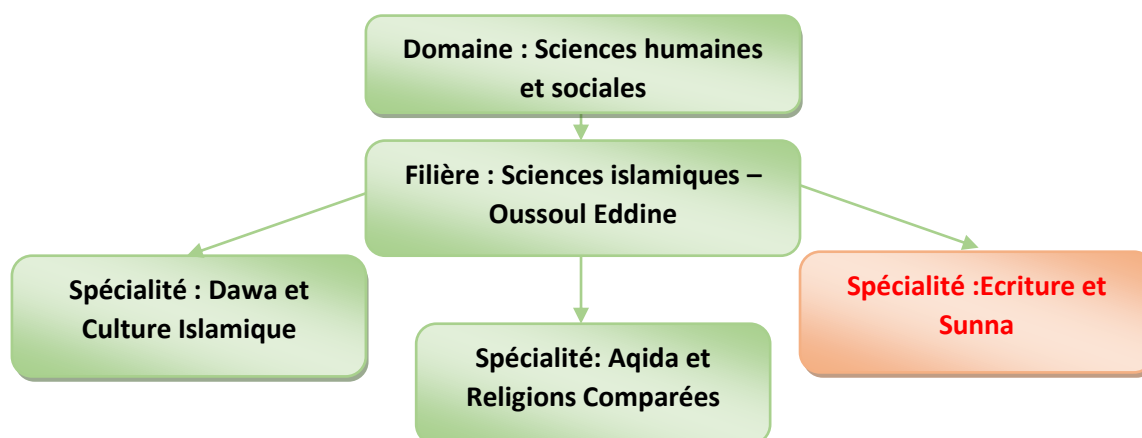 Domaine : Sciences humaines
et sociales
Filière : Sciences islamiques –
Oussoul Eddine
Spécialité : Dawa et
Culture Islamique
Spécialité: Aqida et
Religions Comparées
Spécialité :Ecriture et
Sunna